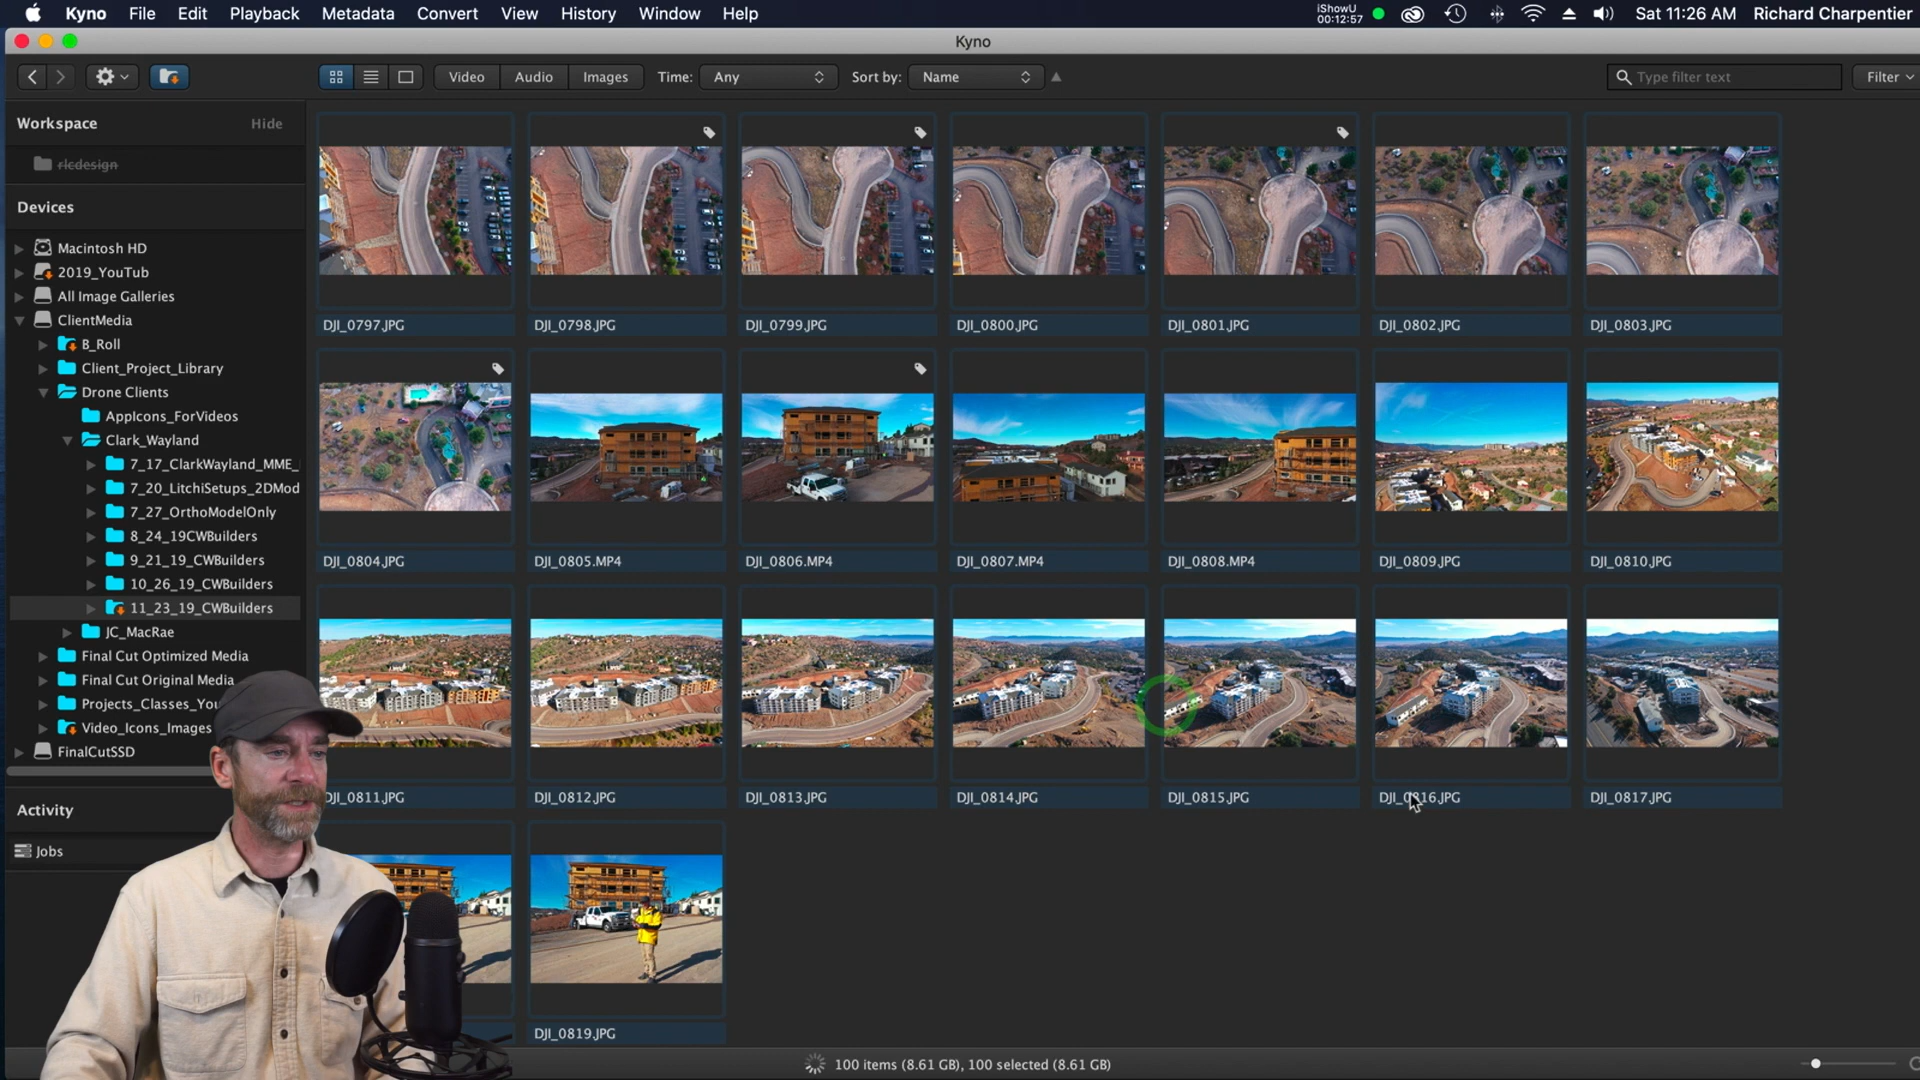 Kyno File Edit Playback Metadata Convert View History Window Help iShowU 00:12:57 Sat 11:26 AM Richard Charpentier
Kyno
Video Audio Images Time: Any Sort by: Name Type filter text Filter
Workspace Hide
rlcdesign
Devices
Macintosh HD
2019_YouTub
All Image Galleries
ClientMedia
B_Roll
Client_Project_Library
Drone Clients
AppIcons_ForVideos
Clark_Wayland
7_17_ClarkWayland_MME_
7_20_LitchiSetups_2DMod
7_27_OrthoModelOnly
8_24_19CWBuilders
9_21_19_CWBuilders
10_26_19_CWBuilders
11_23_19_CWBuilders
JC_MacRae
Final Cut Optimized Media
Final Cut Original Media
Projects_Classes_You
Video_Icons_Images
FinalCutSSD
Activity
Jobs
DJI_0797.JPG DJI_0798.JPG DJI_0799.JPG DJI_0800.JPG DJI_0801.JPG DJI_0802.JPG DJI_0803.JPG
DJI_0804.JPG DJI_0805.MP4 DJI_0806.MP4 DJI_0807.MP4 DJI_0808.MP4 DJI_0809.JPG DJI_0810.JPG
DJI_0811.JPG DJI_0812.JPG DJI_0813.JPG DJI_0814.JPG DJI_0815.JPG DJI_0816.JPG DJI_0817.JPG
DJI_0819.JPG
100 items (8.61 GB), 100 selected (8.61 GB)